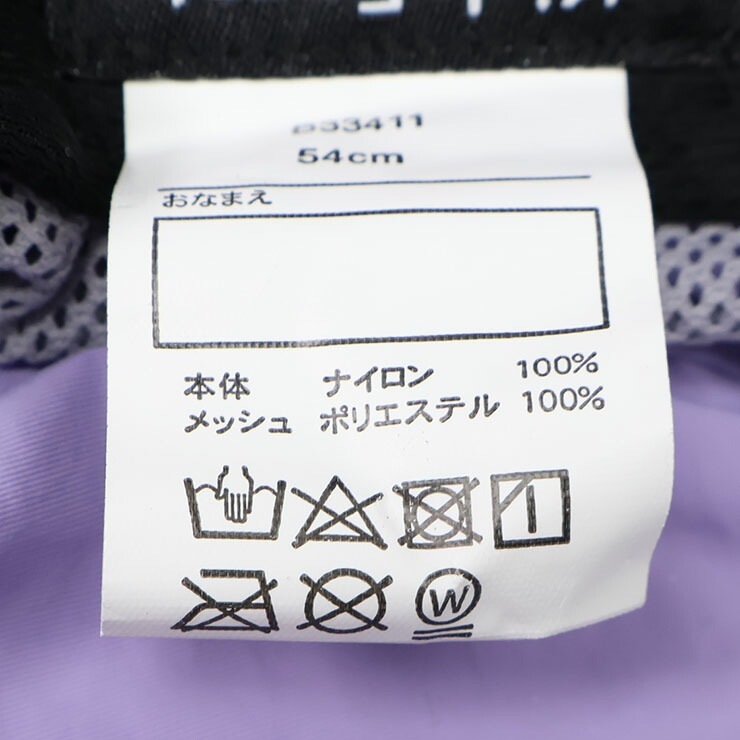 B33411
54cm
おなまえ
本体 ナイロン 100%
メッシュ ポリエステル 100%
W